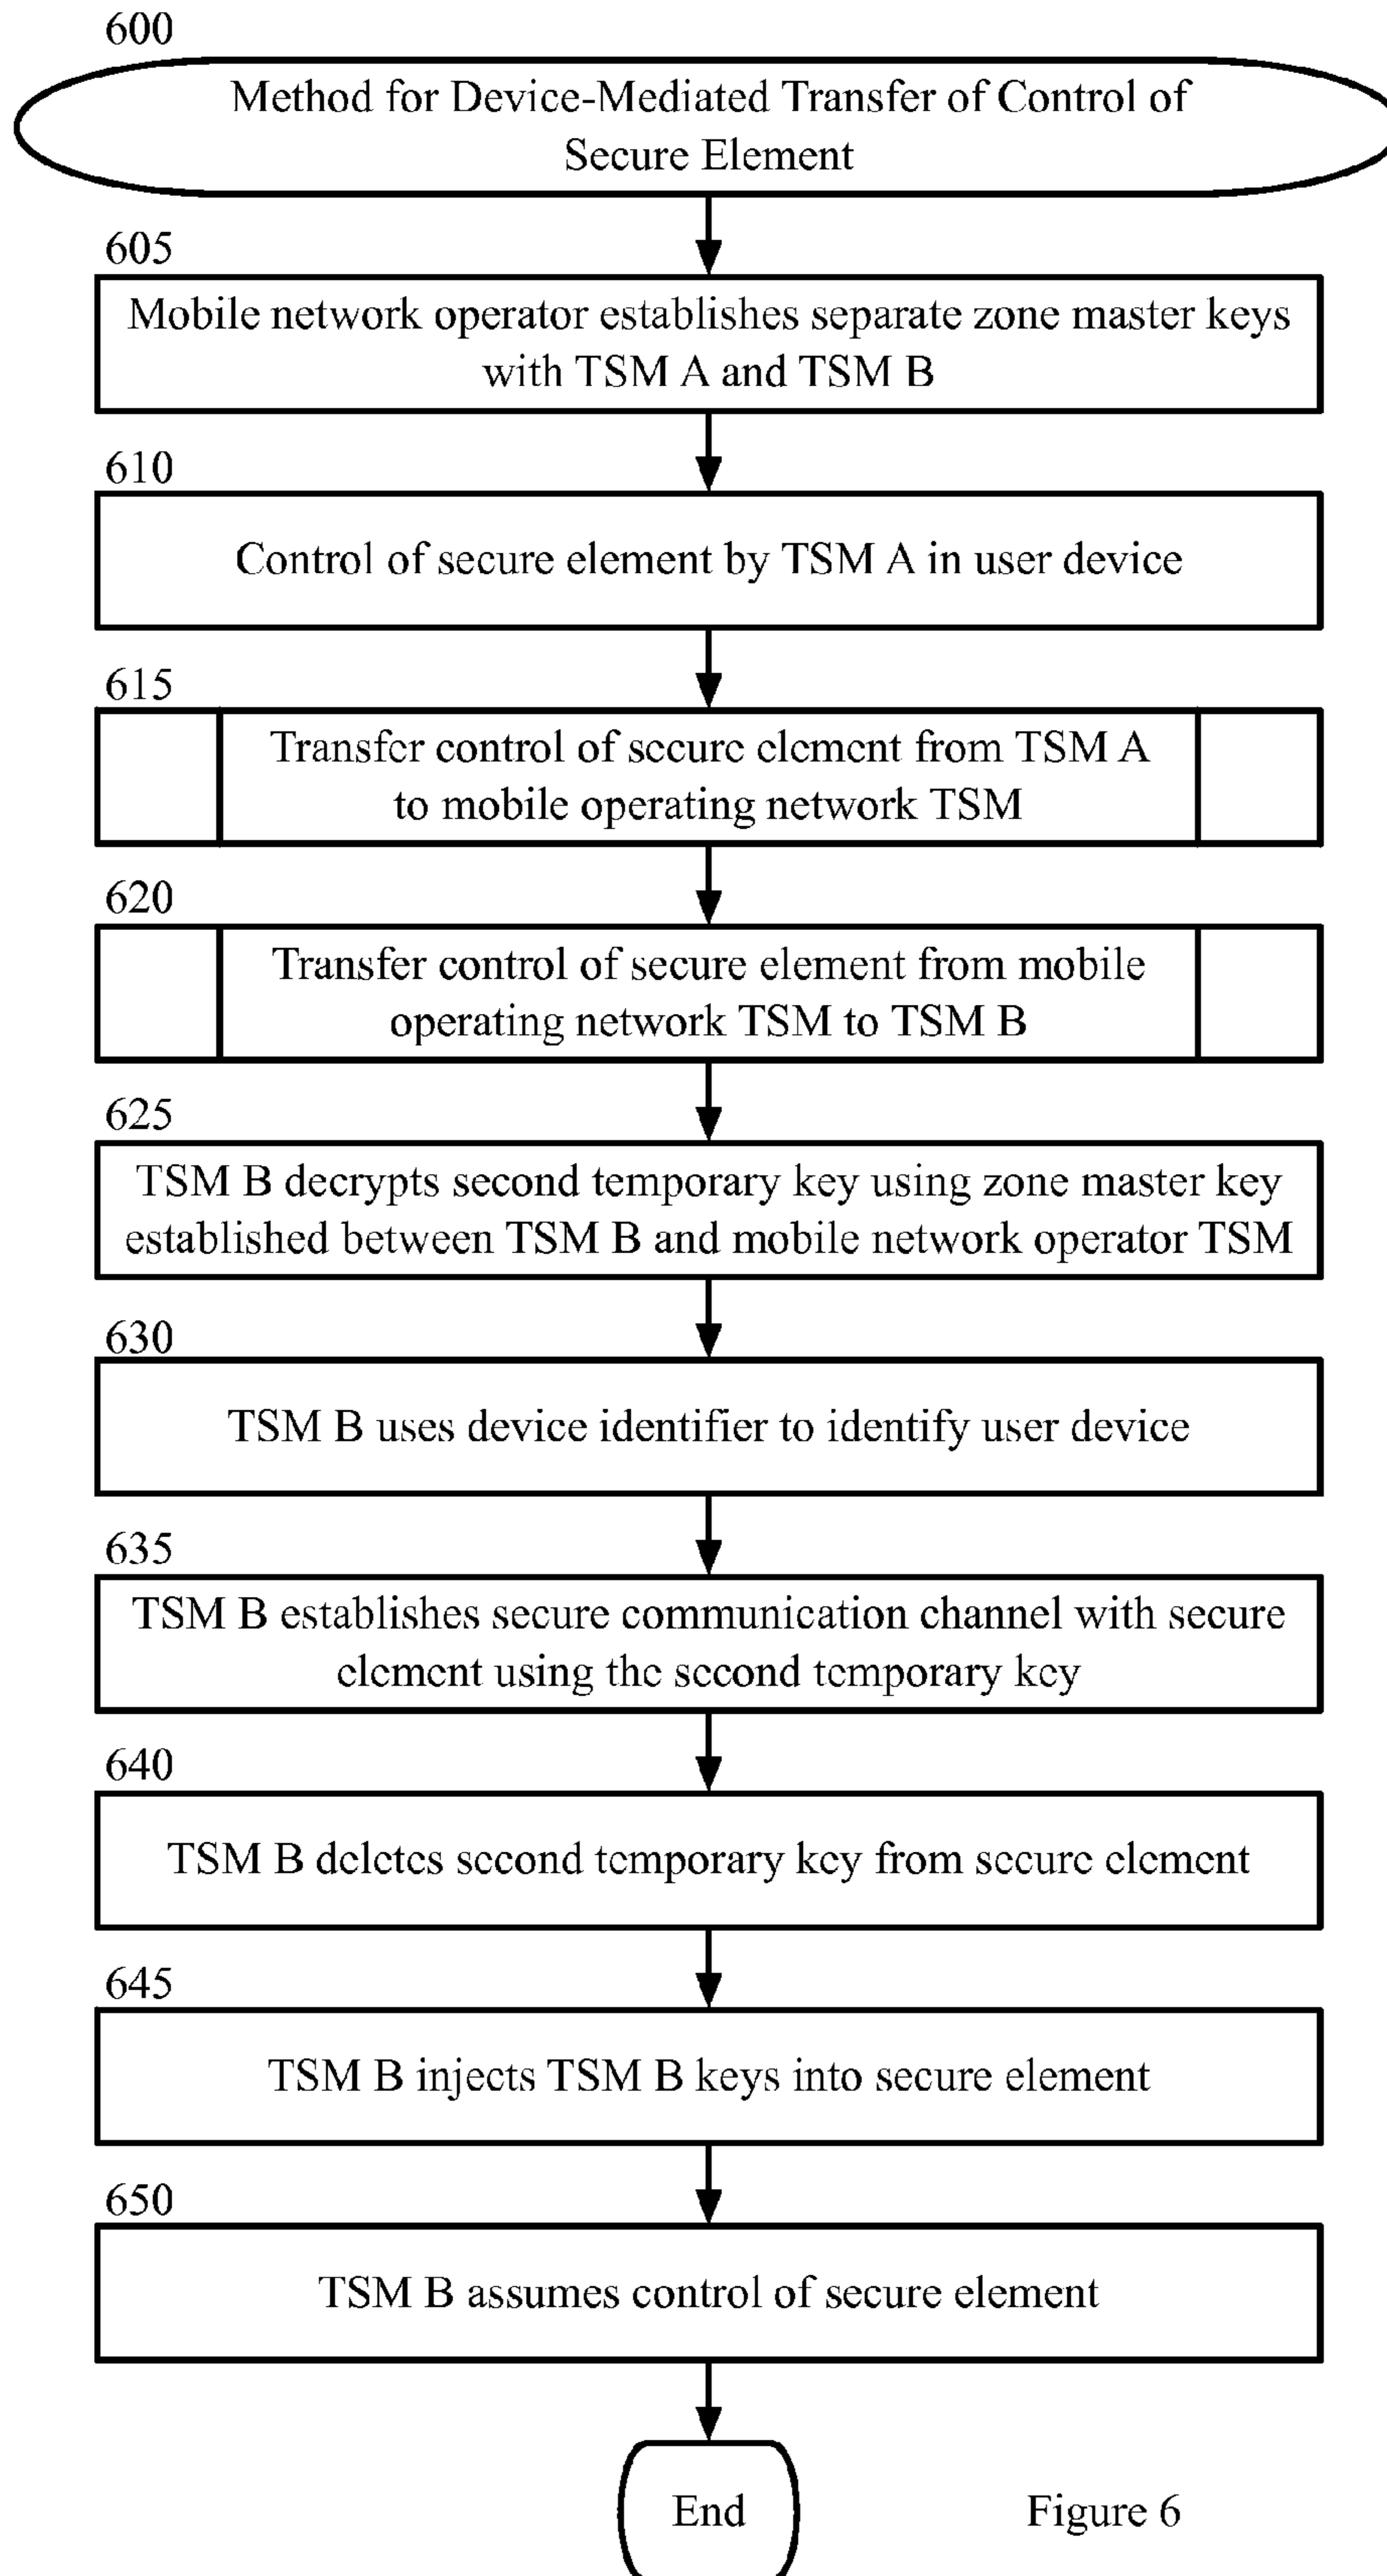 600
Method for Device-Mediated Transfer of Control of
Secure Element
605
Mobile network operator establishes separate zone master keys
with TSM A and TSM B
610
Control of secure element by TSM A in user device
615
Transfer control of secure element from TSM A
to mobile operating network TSM
620
Transfer control of secure element from mobile
operating network TSM to TSM B
625
TSM B decrypts second temporary key using zone master key
established between TSM B and mobile network operator TSM
630
TSM B uses device identifier to identify user device
635
TSM B establishes secure communication channel with secure
element using the second temporary key
640
TSM B deletes second temporary key from secure element
645
TSM B injects TSM B keys into secure element
650
TSM B assumes control of secure element
End
Figure 6